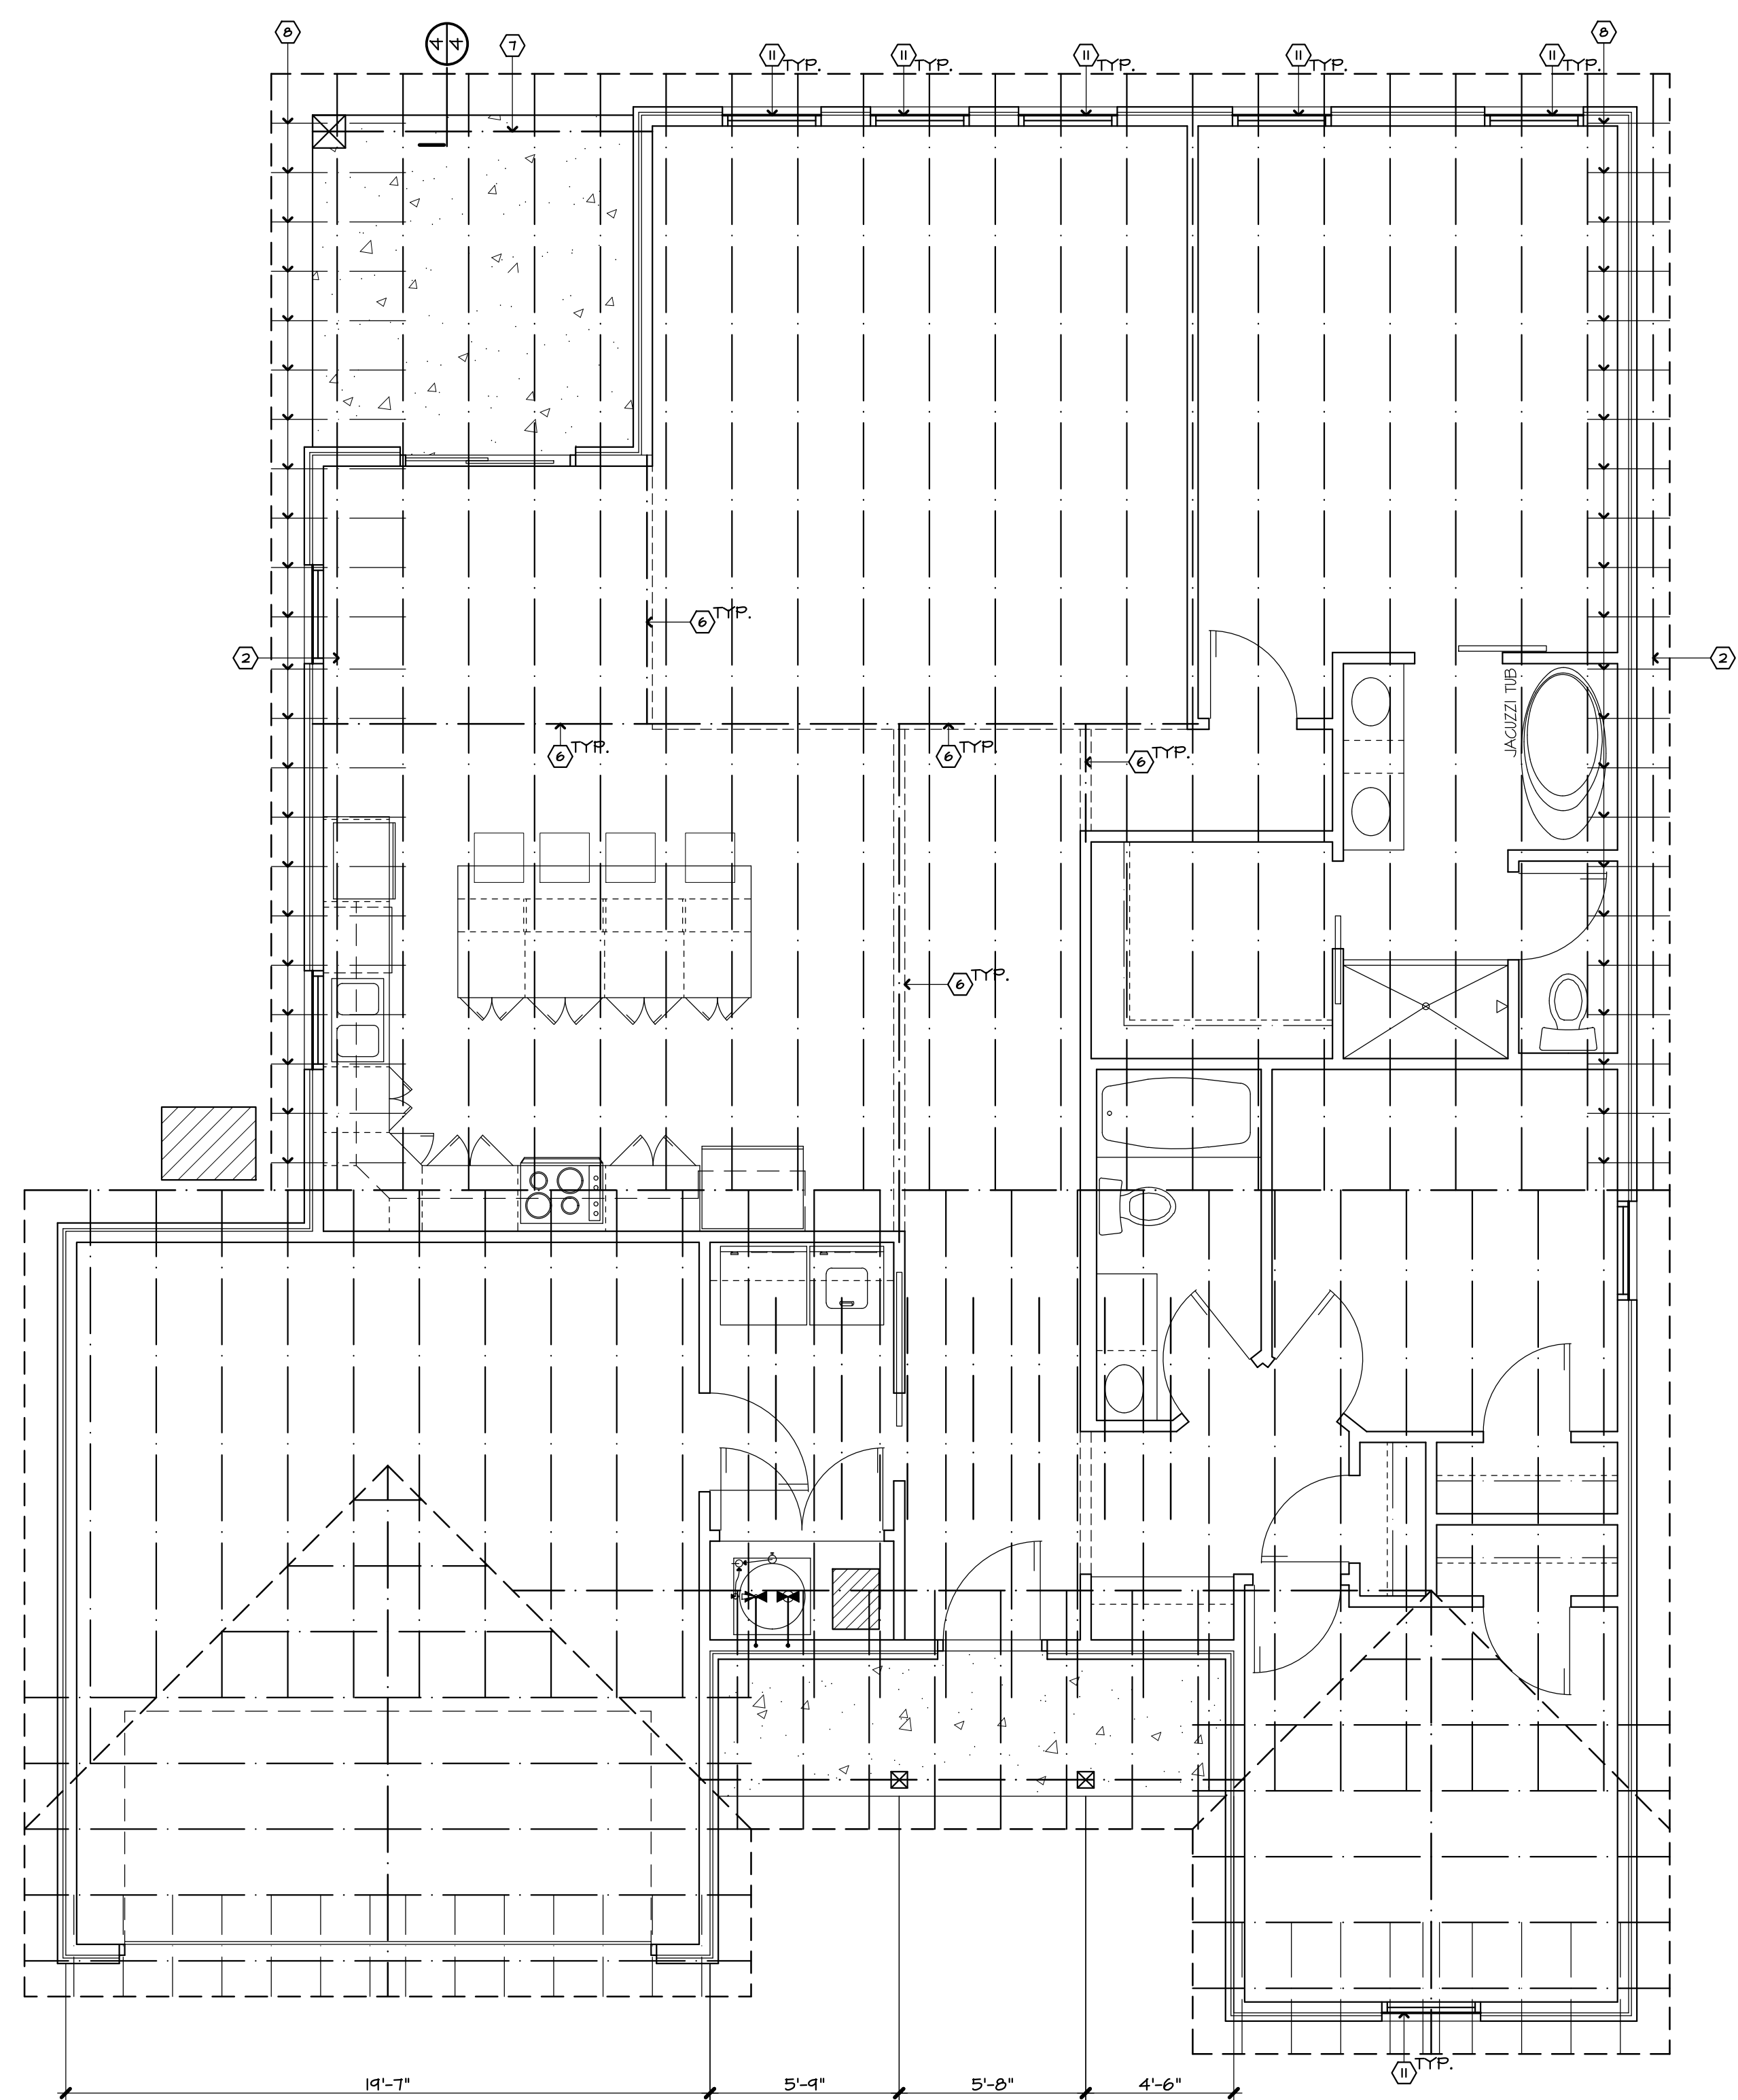 8
4 4
7
11 TYP.
11 TYP.
11 TYP.
11 TYP.
11 TYP.
8
6 TYP.
2
2
JACUZZI TUB
6 TYP.
6 TYP.
6 TYP.
6 TYP.
11 TYP.
19'-7"
5'-9"
5'-8"
4'-6"